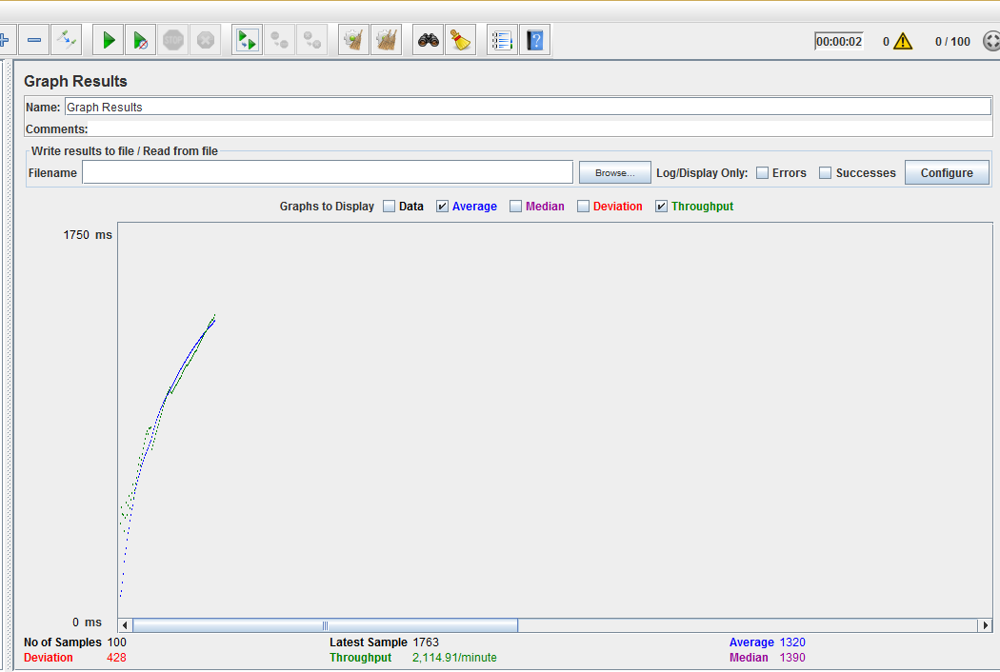 STOP
00:00:02 0 0 / 100
Graph Results
Name: Graph Results
Comments:
Write results to file / Read from file
Filename Browse... Log/Display Only: Errors Successes Configure
Graphs to Display Data Average Median Deviation Throughput
1750 ms
0 ms
No of Samples 100 Latest Sample 1763 Average 1320
Deviation 428 Throughput 2,114.91/minute Median 1390